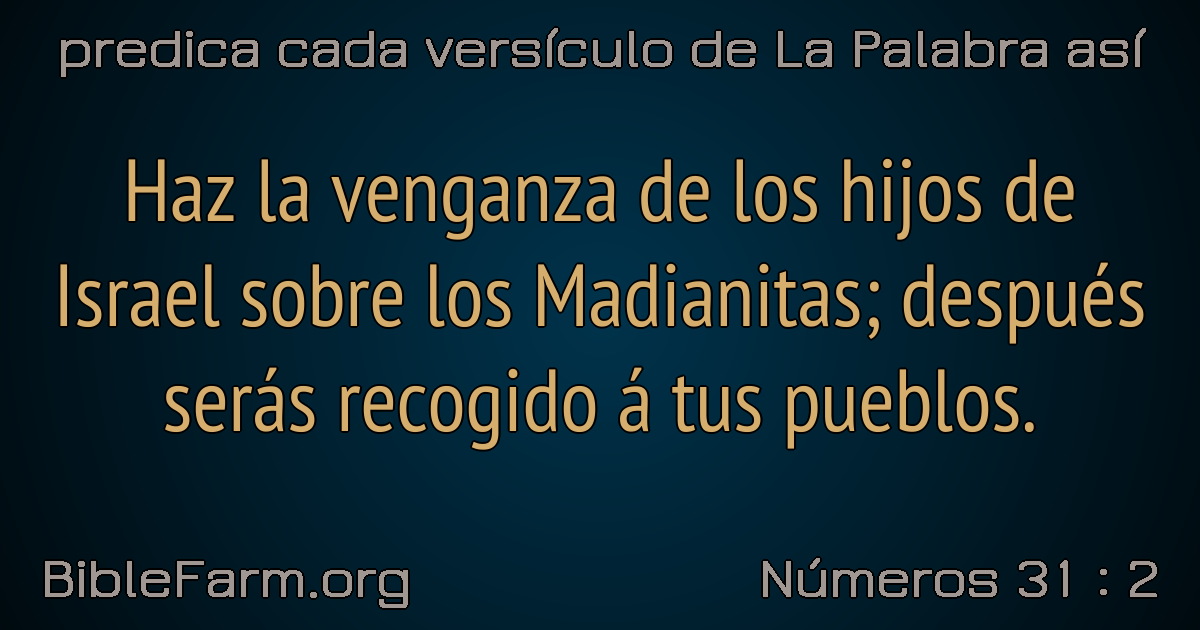 predica cada versículo de La Palabra así
Haz la venganza de los hijos de
Israel sobre los Madianitas; después
serás recogido á tus pueblos.
BibleFarm.org
Números 31 : 2